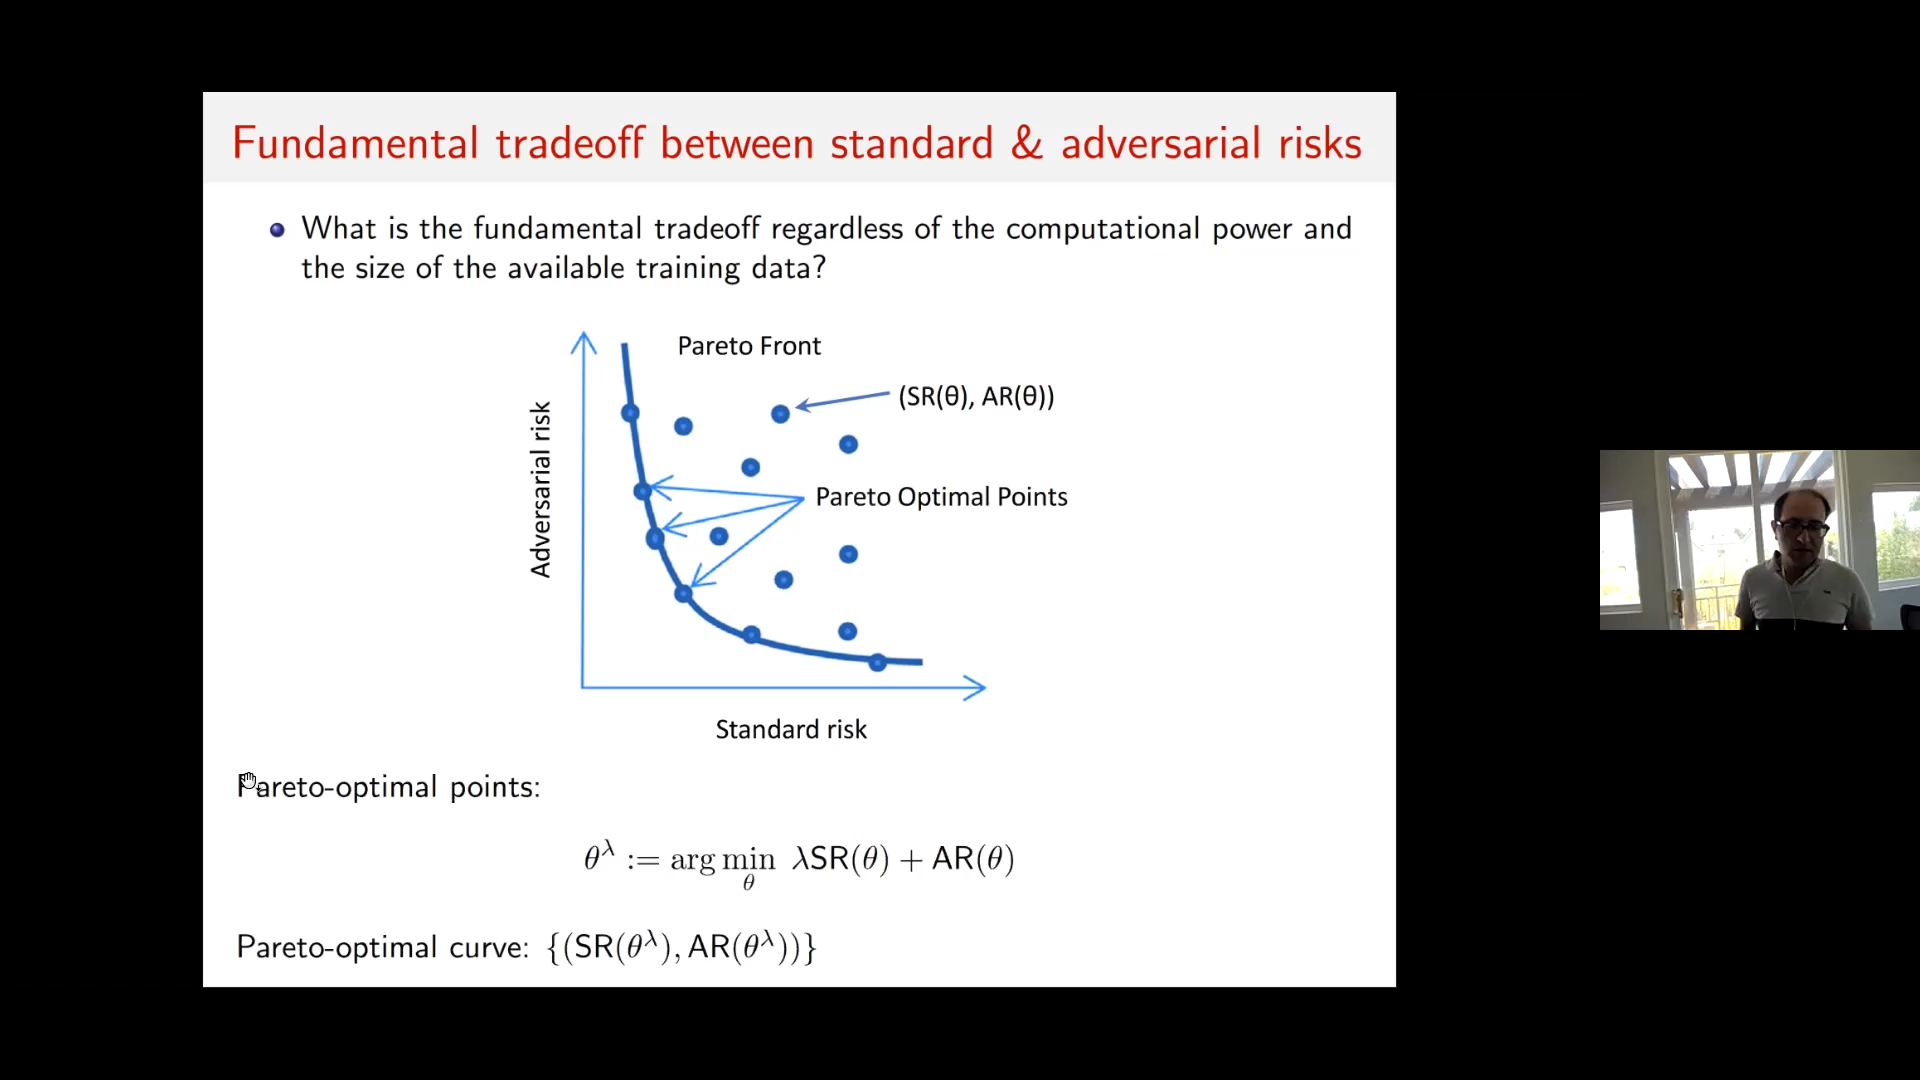 Fundamental tradeoff between standard & adversarial risks
What is the fundamental tradeoff regardless of the computational power and
the size of the available training data?
Pareto Front
(SR(θ), AR(θ))
Adversarial risk
Pareto Optimal Points
Standard risk
Pareto-optimal points:
θ^λ := arg min_θ λSR(θ) + AR(θ)
Pareto-optimal curve: {(SR(θ^λ), AR(θ^λ))}